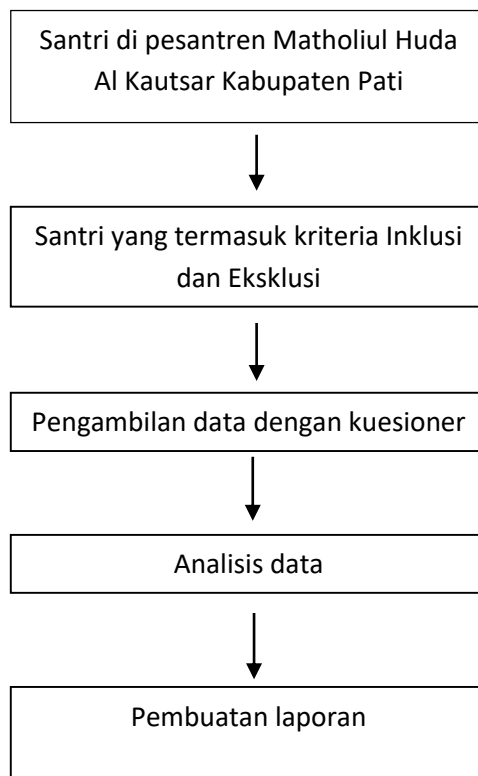 Santri di pesantren Matholiul Huda
Al Kautsar Kabupaten Pati
Santri yang termasuk kriteria Inklusi
dan Eksklusi
Pengambilan data dengan kuesioner
Analisis data
Pembuatan laporan